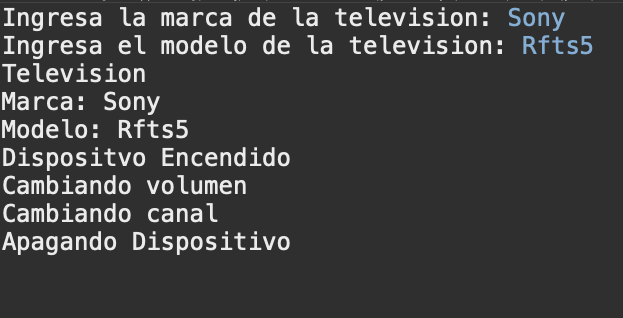 Ingresa la marca de la television: Sony
Ingresa el modelo de la television: Rfts5
Television
Marca: Sony
Modelo: Rfts5
Dispositvo Encendido
Cambiando volumen
Cambiando canal
Apagando Dispositivo